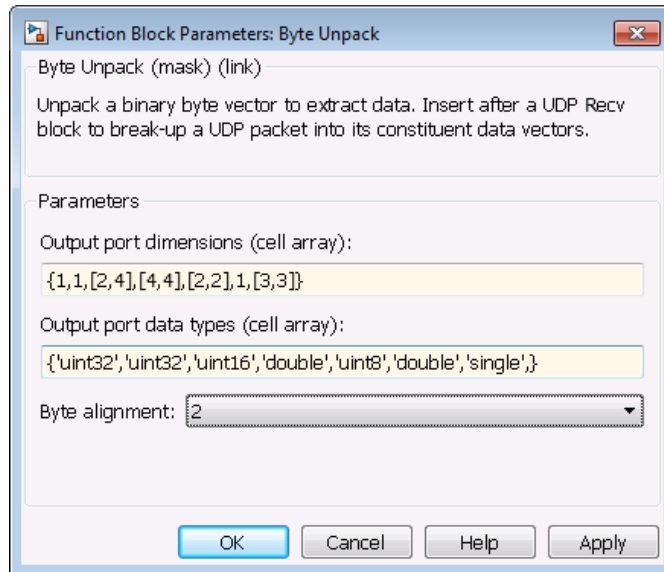 Function Block Parameters: Byte Unpack
Byte Unpack (mask) (link)
Unpack a binary byte vector to extract data. Insert after a UDP Recv
block to break-up a UDP packet into its constituent data vectors.
Parameters
Output port dimensions (cell array):
{1,1,[2,4],[4,4],[2,2],1,[3,3]}
Output port data types (cell array):
{'uint32','uint32','uint16','double','uint8','double','single',}
Byte alignment: 2
OK Cancel Help Apply